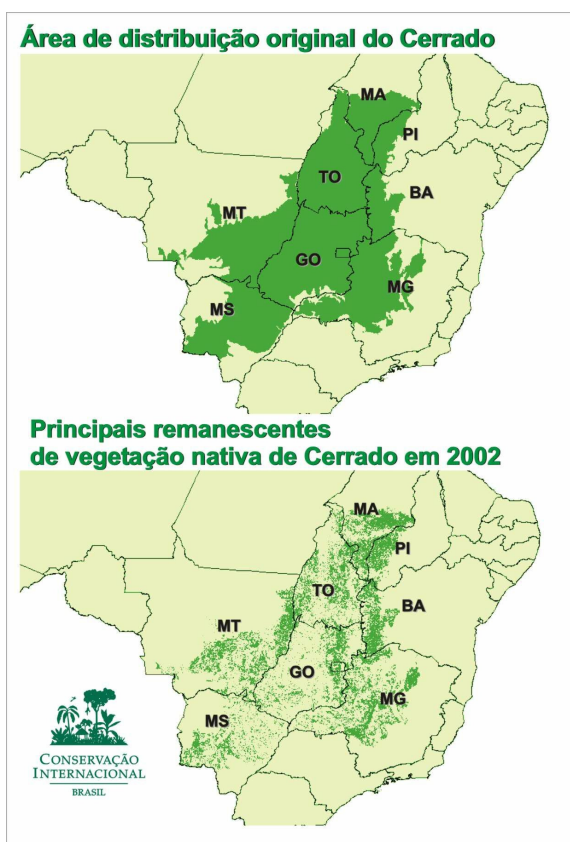 Área de distribuição original do Cerrado
MA
PI
TO
BA
MT
GO
MG
MS
Principais remanescentes
de vegetação nativa de Cerrado em 2002
MA
PI
TO
BA
MT
GO
MG
MS
CONSERVAÇÃO
INTERNACIONAL
BRASIL